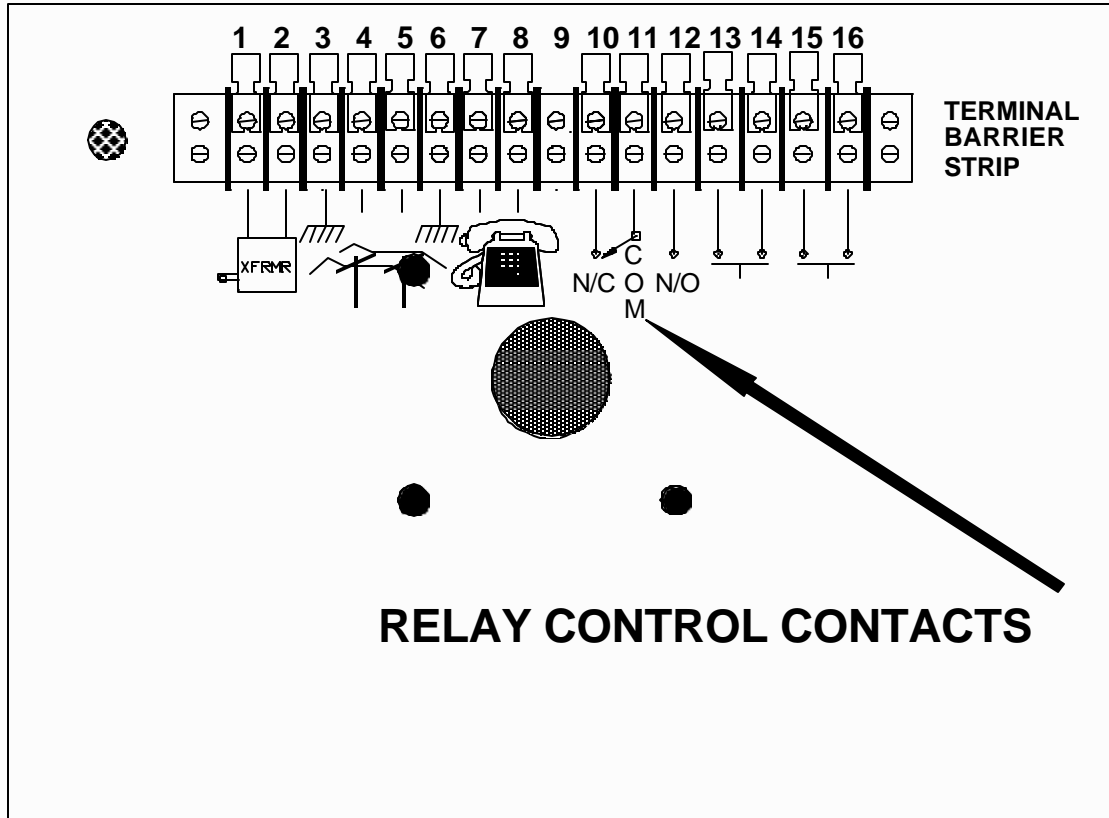 1 2 3 4 5 6 7 8 9 10 11 12 13 14 15 16
TERMINAL
BARRIER
STRIP
XFRMR
N/C COM N/O
RELAY CONTROL CONTACTS